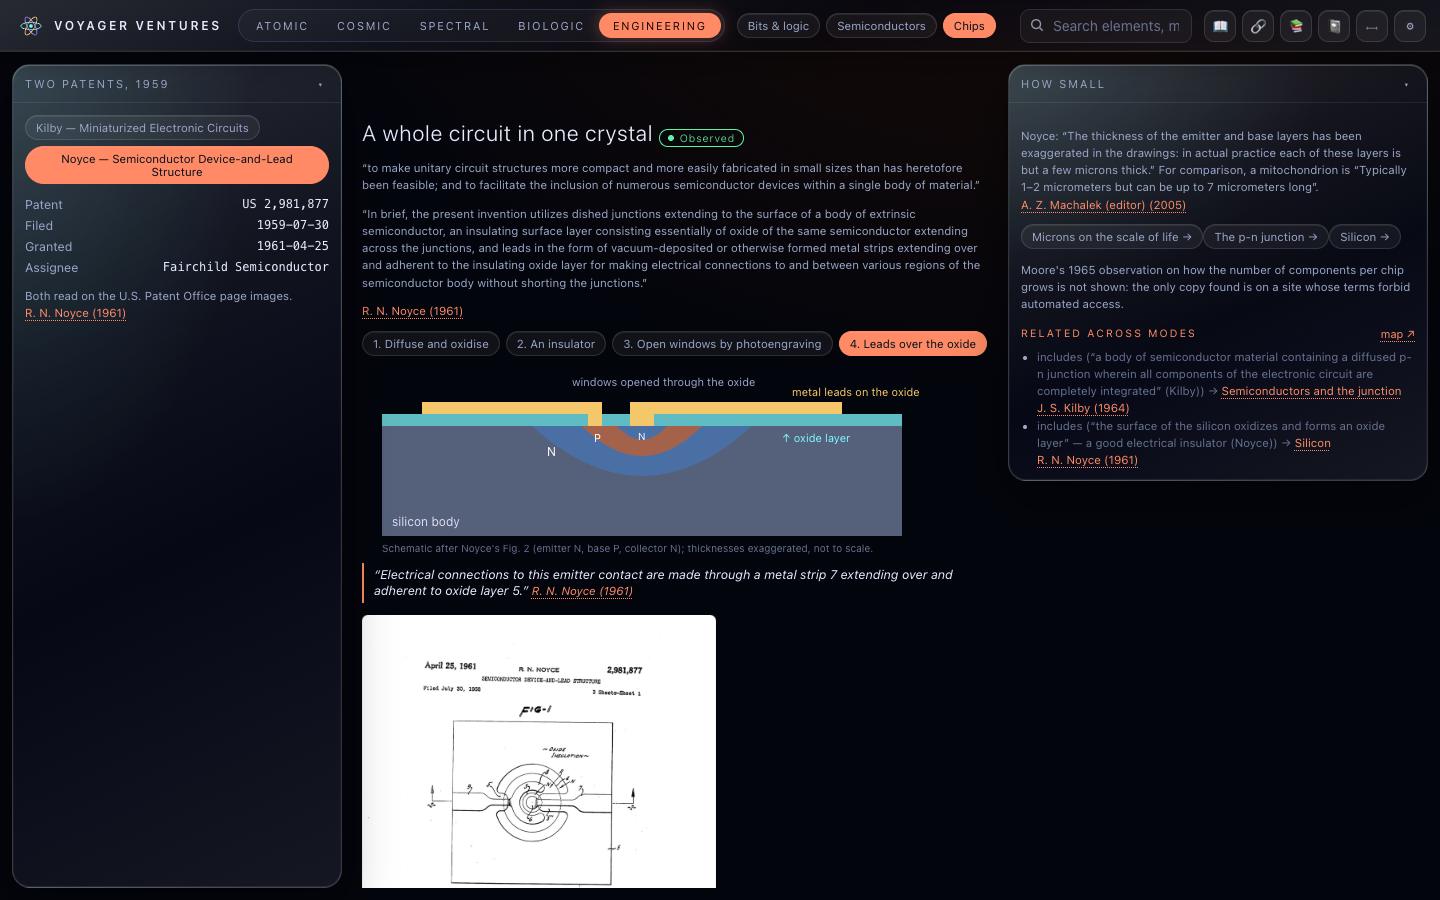 VOYAGER VENTURES
ATOMIC
COSMIC
SPECTRAL
BIOLOGIC
ENGINEERING
Bits & logic
Semiconductors
Chips
Search elements, m
TWO PATENTS, 1959
Kilby — Miniaturized Electronic Circuits
Noyce — Semiconductor Device-and-Lead
Structure
Patent US 2,981,877
Filed 1959-07-30
Granted 1961-04-25
Assignee Fairchild Semiconductor
Both read on the U.S. Patent Office page images.
R. N. Noyce (1961)
A whole circuit in one crystal
Observed
“to make unitary circuit structures more compact and more easily fabricated in small sizes than has heretofore
been feasible; and to facilitate the inclusion of numerous semiconductor devices within a single body of material.”
“In brief, the present invention utilizes dished junctions extending to the surface of a body of extrinsic
semiconductor, an insulating surface layer consisting essentially of oxide of the same semiconductor extending
across the junctions, and leads in the form of vacuum-deposited or otherwise formed metal strips extending over
and adherent to the insulating oxide layer for making electrical connections to and between various regions of the
semiconductor body without shorting the junctions.”
R. N. Noyce (1961)
1. Diffuse and oxidise
2. An insulator
3. Open windows by photoengraving
4. Leads over the oxide
windows opened through the oxide
metal leads on the oxide
P
N
↑ oxide layer
N
silicon body
Schematic after Noyce's Fig. 2 (emitter N, base P, collector N); thicknesses exaggerated, not to scale.
“Electrical connections to this emitter contact are made through a metal strip 7 extending over and
adherent to oxide layer 5.” R. N. Noyce (1961)
April 25, 1961
R. N. NOYCE
2,981,877
SEMICONDUCTOR DEVICE-AND-LEAD STRUCTURE
Filed July 30, 1959
3 Sheets-Sheet 1
FIG-1
OXIDE
INSULATION
HOW SMALL
Noyce: “The thickness of the emitter and base layers has been
exaggerated in the drawings: in actual practice each of these layers is
but a few microns thick.” For comparison, a mitochondrion is “Typically
1–2 micrometers but can be up to 7 micrometers long”.
A. Z. Machalek (editor) (2005)
Microns on the scale of life →
The p-n junction →
Silicon →
Moore's 1965 observation on how the number of components per chip
grows is not shown: the only copy found is on a site whose terms forbid
automated access.
RELATED ACROSS MODES
map ↗
includes (“a body of semiconductor material containing a diffused p-
n junction wherein all components of the electronic circuit are
completely integrated” (Kilby)) → Semiconductors and the junction
J. S. Kilby (1964)
includes (“the surface of the silicon oxidizes and forms an oxide
layer” — a good electrical insulator (Noyce)) → Silicon
R. N. Noyce (1961)